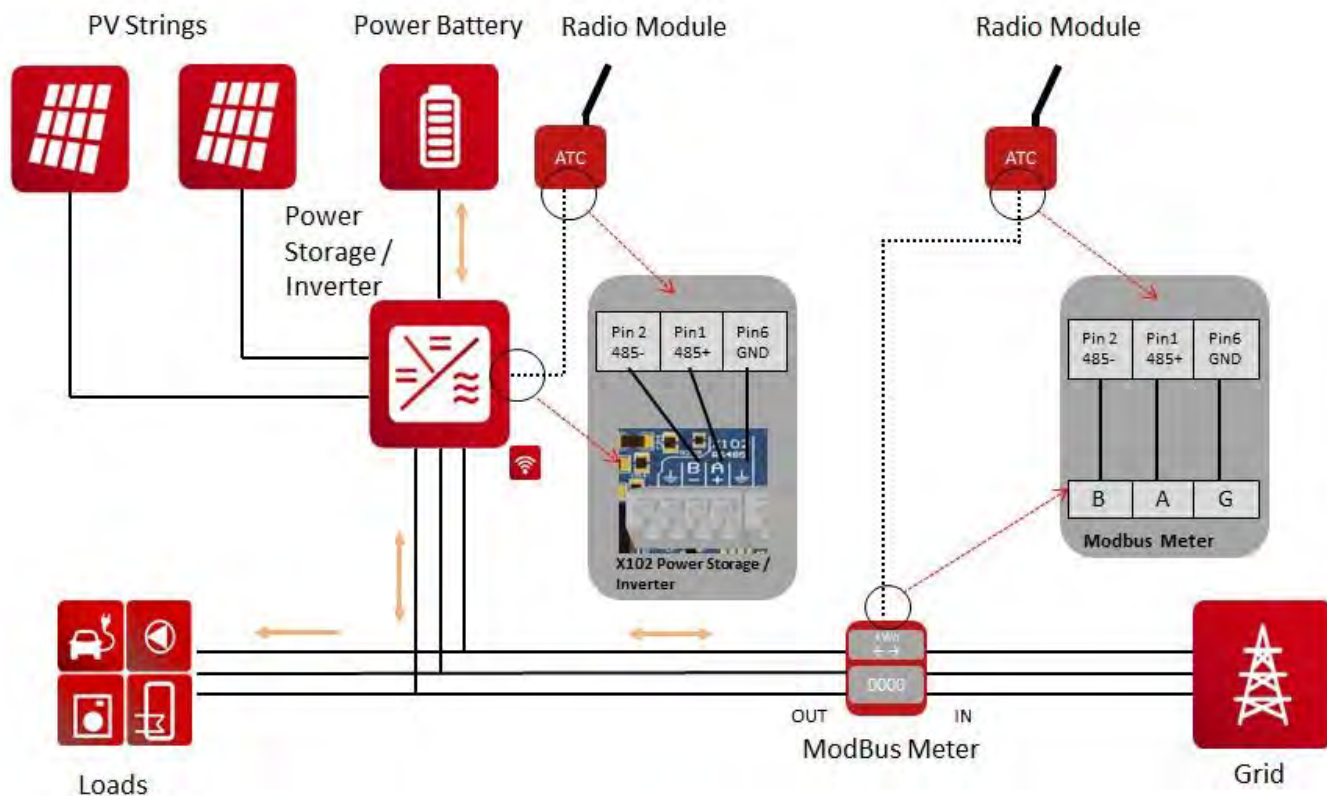 PV Strings
Power Battery
Radio Module
Radio Module
ATC
ATC
Power
Storage /
Inverter
Pin 2
485-
Pin1
485+
Pin6
GND
X102
RS485
B
-
A
+
X102 Power Storage /
Inverter
Pin 2
485-
Pin1
485+
Pin6
GND
B
A
G
Modbus Meter
kWh
0000
OUT
IN
ModBus Meter
Loads
Grid